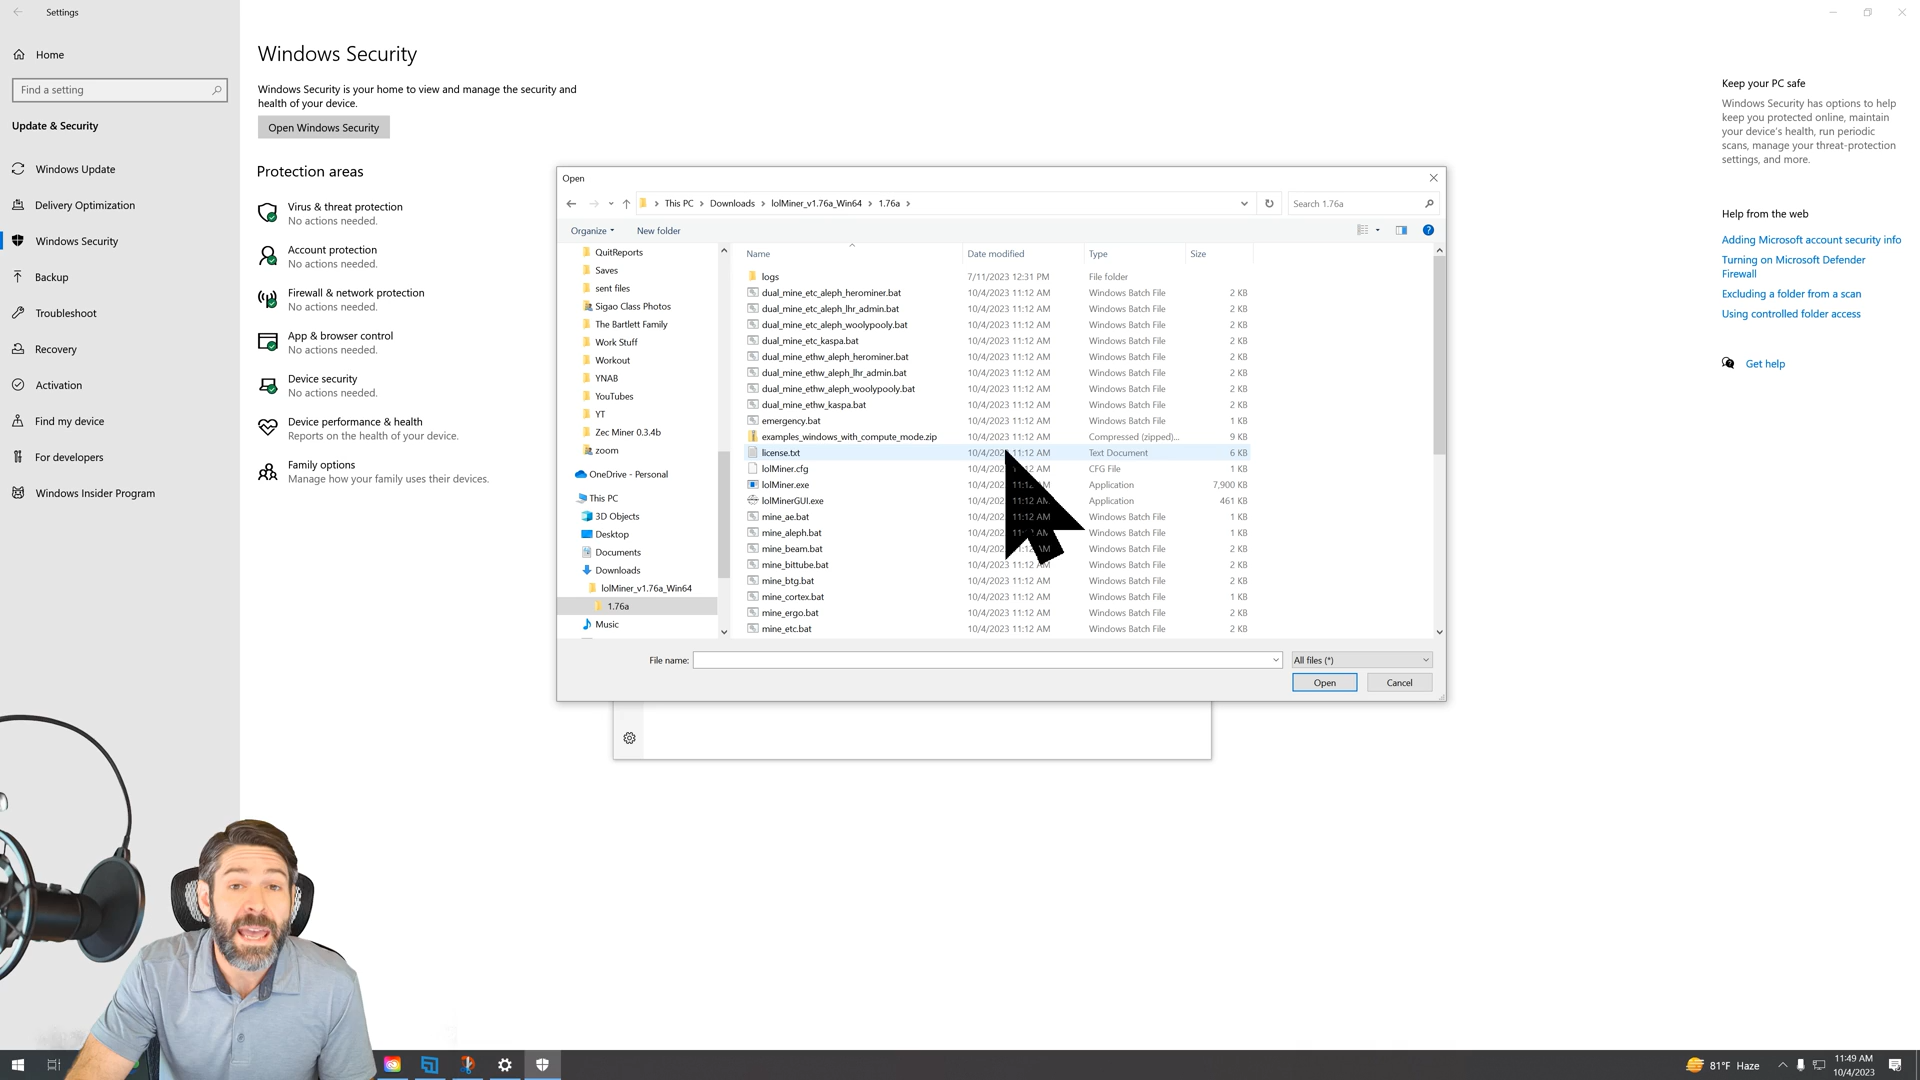 Settings
Home
Find a setting
Update & Security
Windows Update
Delivery Optimization
Windows Security
Backup
Troubleshoot
Recovery
Activation
Find my device
For developers
Windows Insider Program
Windows Security
Windows Security is your home to view and manage the security and
health of your device.
Open Windows Security
Protection areas
Virus & threat protection
No actions needed.
Account protection
No actions needed.
Firewall & network protection
No actions needed.
App & browser control
No actions needed.
Device security
No actions needed.
Device performance & health
Reports on the health of your device.
Family options
Manage how your family uses their devices.
Open
This PC > Downloads > lolMiner_v1.76a_Win64 > 1.76a >
Search 1.76a
Organize
New folder
QuitReports
Saves
sent files
Sigao Class Photos
The Bartlett Family
Work Stuff
Workout
YNAB
YouTubes
YT
Zec Miner 0.3.4b
zoom
OneDrive - Personal
This PC
3D Objects
Desktop
Documents
Downloads
lolMiner_v1.76a_Win64
1.76a
Music
Name Date modified Type Size
logs 7/11/2023 12:31 PM File folder
dual_mine_etc_aleph_herominer.bat 10/4/2023 11:12 AM Windows Batch File 2 KB
dual_mine_etc_aleph_lhr_admin.bat 10/4/2023 11:12 AM Windows Batch File 2 KB
dual_mine_etc_aleph_woolypooly.bat 10/4/2023 11:12 AM Windows Batch File 2 KB
dual_mine_etc_kaspa.bat 10/4/2023 11:12 AM Windows Batch File 2 KB
dual_mine_ethw_aleph_herominer.bat 10/4/2023 11:12 AM Windows Batch File 2 KB
dual_mine_ethw_aleph_lhr_admin.bat 10/4/2023 11:12 AM Windows Batch File 2 KB
dual_mine_ethw_aleph_woolypooly.bat 10/4/2023 11:12 AM Windows Batch File 2 KB
dual_mine_ethw_kaspa.bat 10/4/2023 11:12 AM Windows Batch File 2 KB
emergency.bat 10/4/2023 11:12 AM Windows Batch File 1 KB
examples_windows_with_compute_mode.zip 10/4/2023 11:12 AM Compressed (zipped)... 9 KB
license.txt 10/4/2023 11:12 AM Text Document 6 KB
lolMiner.cfg 10/4/2023 11:12 AM CFG File 1 KB
lolMiner.exe 10/4/2023 11:12 AM Application 7,900 KB
lolMinerGUI.exe 10/4/2023 11:12 AM Application 461 KB
mine_ae.bat 10/4/2023 11:12 AM Windows Batch File 1 KB
mine_aleph.bat 10/4/2023 11:12 AM Windows Batch File 1 KB
mine_beam.bat 10/4/2023 11:12 AM Windows Batch File 2 KB
mine_bittube.bat 10/4/2023 11:12 AM Windows Batch File 2 KB
mine_btg.bat 10/4/2023 11:12 AM Windows Batch File 2 KB
mine_cortex.bat 10/4/2023 11:12 AM Windows Batch File 1 KB
mine_ergo.bat 10/4/2023 11:12 AM Windows Batch File 2 KB
mine_etc.bat 10/4/2023 11:12 AM Windows Batch File 2 KB
File name:
All files (*)
Open
Cancel
Keep your PC safe
Windows Security has options to help
keep you protected online, maintain
your device's health, run periodic
scans, manage your threat-protection
settings, and more.
Help from the web
Adding Microsoft account security info
Turning on Microsoft Defender
Firewall
Excluding a folder from a scan
Using controlled folder access
Get help
81°F Haze
11:49 AM
10/4/2023